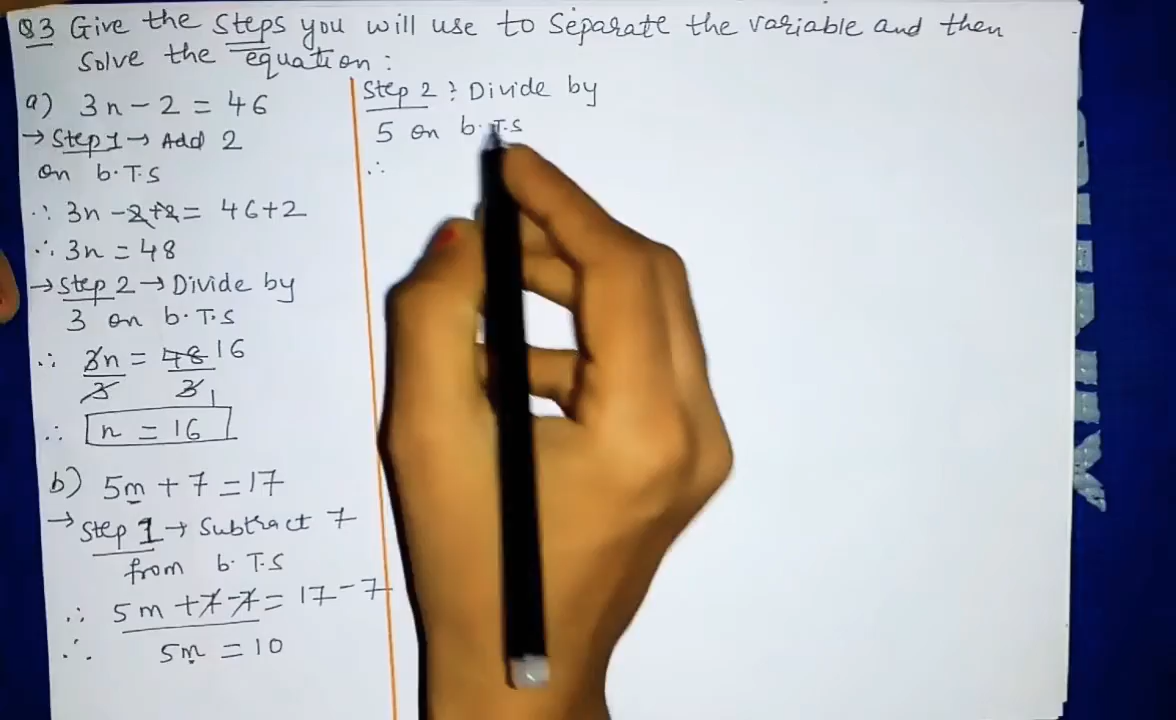 Q3 Give the steps you will use to separate the variable and then
solve the equation:
a) 3n - 2 = 46
→ Step 1 → Add 2
on b.T.S
∴ 3n - 2 + 2 = 46+2
∴ 3n = 48
→ Step 2 → Divide by
3 on b.T.S
∴ 3n/3 = 48/3 16 1
∴ n = 16
b) 5m + 7 = 17
→ Step 1 → Subtract 7
from b.T.S
∴ 5m + 7 - 7 = 17 - 7
∴ 5m = 10
Step 2 : Divide by
5 on b.T.S
∴